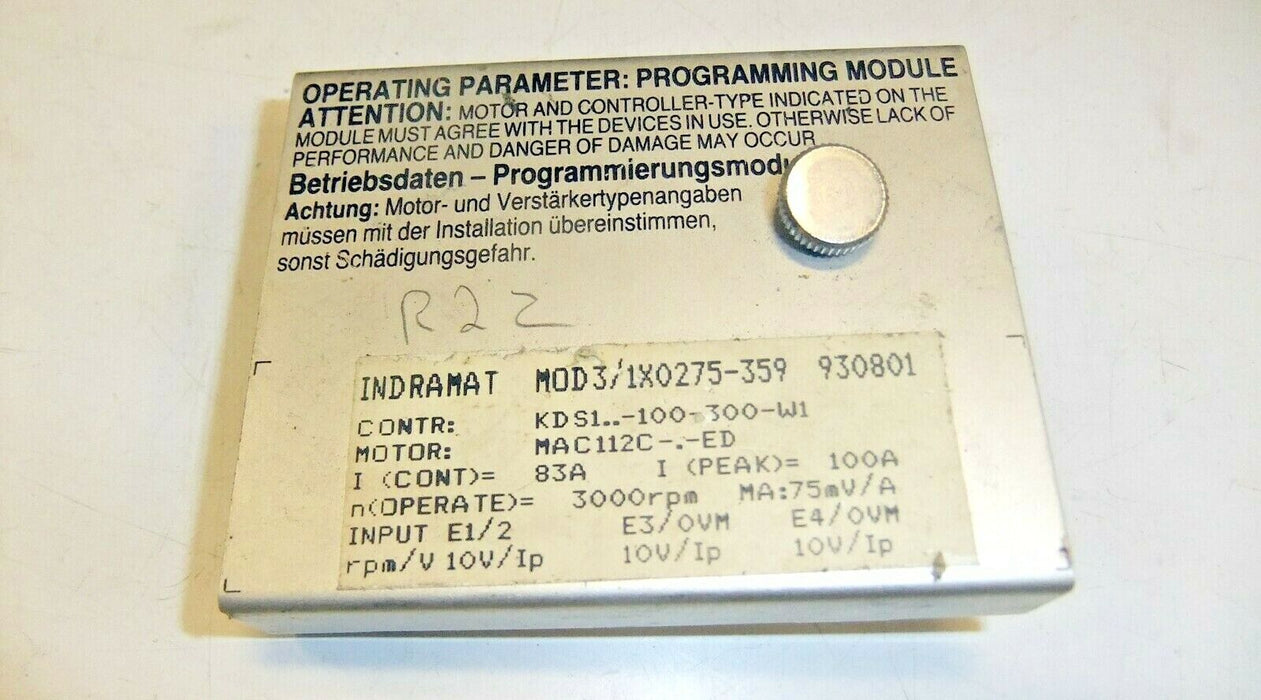 OPERATING PARAMETER: PROGRAMMING MODULE
ATTENTION: MOTOR AND CONTROLLER-TYPE INDICATED ON THE
MODULE MUST AGREE WITH THE DEVICES IN USE. OTHERWISE LACK OF
PERFORMANCE AND DANGER OF DAMAGE MAY OCCUR
Betriebsdaten – Programmierungsmodu
Achtung: Motor- und Verstärkertypenangaben
müssen mit der Installation übereinstimmen,
sonst Schädigungsgefahr.
R22
INDRAMAT MOD3/1X0275-359 930801
CONTR: KDS1..-100-300-W1
MOTOR: MAC112C-.-ED
I (CONT)= 83A I (PEAK)= 100A
n(OPERATE)= 3000rpm MA:75mV/A
INPUT E1/2 E3/0VM E4/0VM
rpm/V 10V/Ip 10V/Ip 10V/Ip